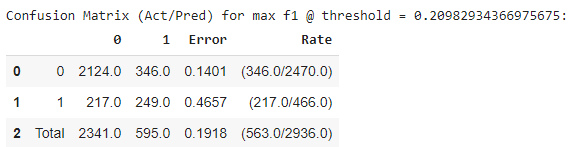 Confusion Matrix (Act/Pred) for max f1 @ threshold = 0.20982934366975675:
0 1 Error Rate
0 0 2124.0 346.0 0.1401 (346.0/2470.0)
1 1 217.0 249.0 0.4657 (217.0/466.0)
2 Total 2341.0 595.0 0.1918 (563.0/2936.0)